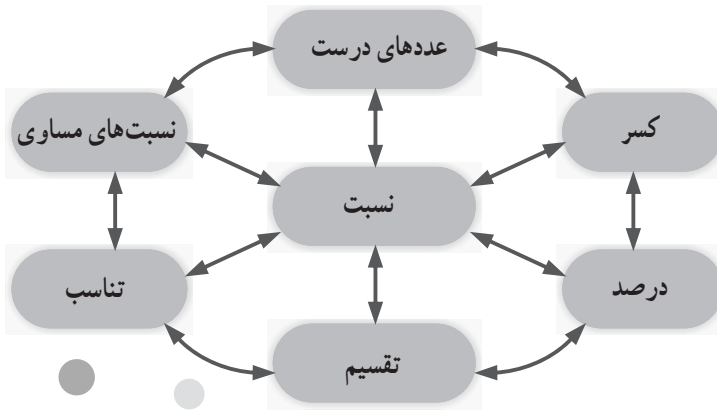 عددهای درست
کسر
نسبت‌های مساوی
نسبت
درصد
تناسب
تقسیم